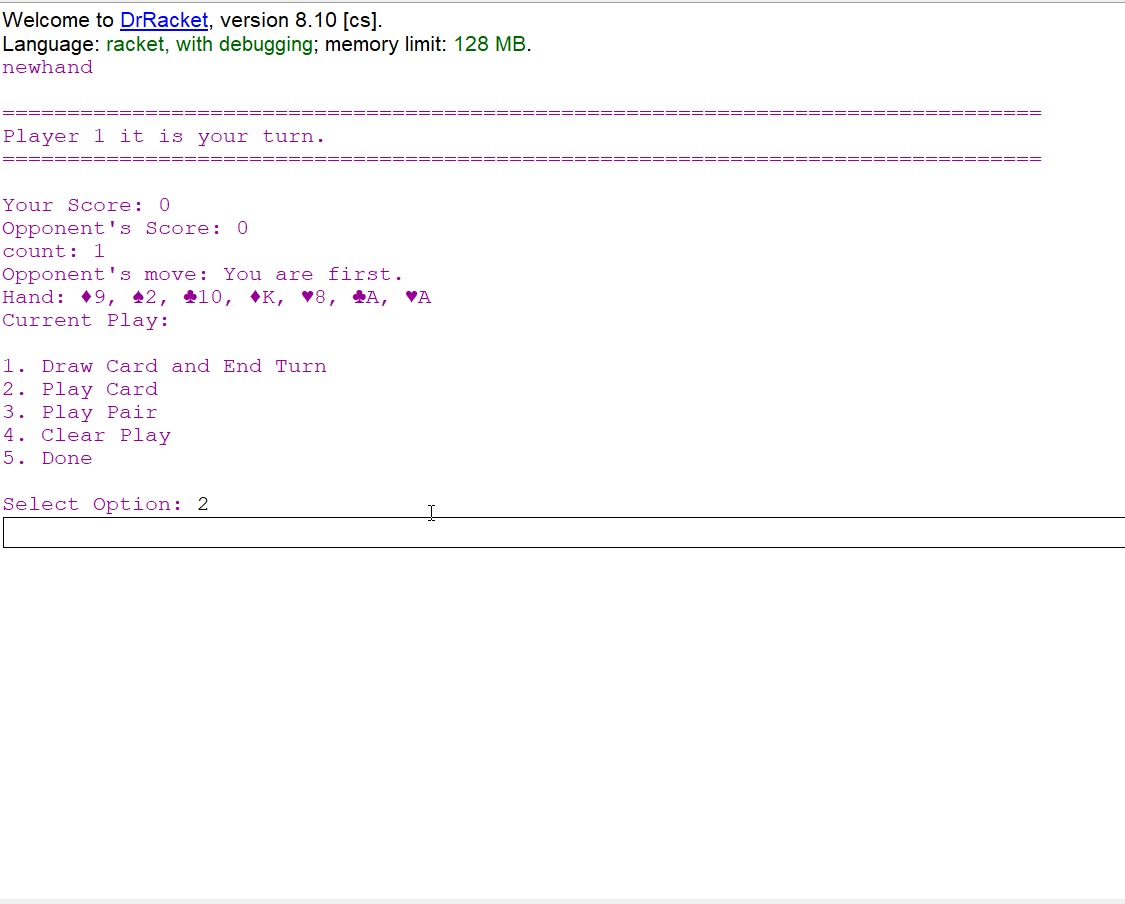 Welcome to DrRacket, version 8.10 [cs].
Language: racket, with debugging; memory limit: 128 MB.
newhand
================================================================================
Player 1 it is your turn.
================================================================================
Your Score: 0
Opponent's Score: 0
count: 1
Opponent's move: You are first.
Hand: ♦9, ♠2, ♣10, ♦K, ♥8, ♣A, ♥A
Current Play:
1. Draw Card and End Turn
2. Play Card
3. Play Pair
4. Clear Play
5. Done
Select Option: 2